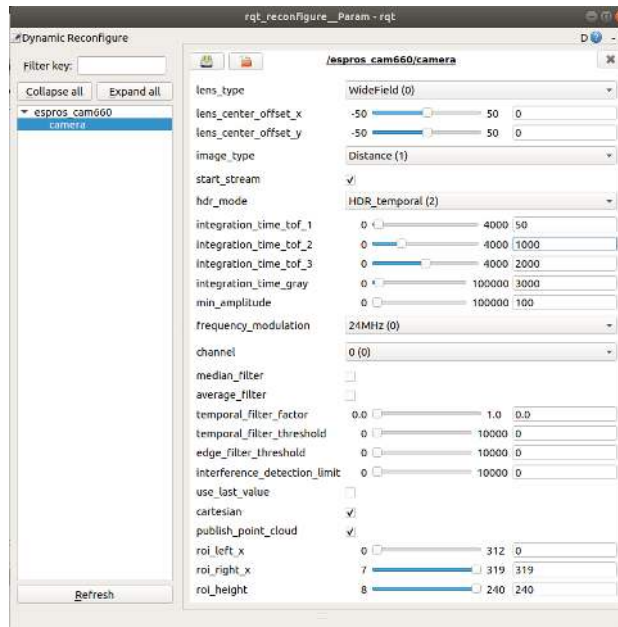 rqt_reconfigure__Param - rqt
Dynamic Reconfigure
D
-
Filter key:
Collapse all
Expand all
espros_cam660
camera
Refresh
/espros_cam660/camera
lens_type WideField (0)
lens_center_offset_x -50 50 0
lens_center_offset_y -50 50 0
image_type Distance (1)
start_stream
hdr_mode HDR_temporal (2)
integration_time_tof_1 0 4000 50
integration_time_tof_2 0 4000 1000
integration_time_tof_3 0 4000 2000
integration_time_gray 0 100000 3000
min_amplitude 0 100000 100
frequency_modulation 24MHz (0)
channel 0 (0)
median_filter
average_filter
temporal_filter_factor 0.0 1.0 0.0
temporal_filter_threshold 0 10000 0
edge_filter_threshold 0 10000 0
interference_detection_limit 0 10000 0
use_last_value
cartesian
publish_point_cloud
roi_left_x 0 312 0
roi_right_x 7 319 319
roi_height 8 240 240